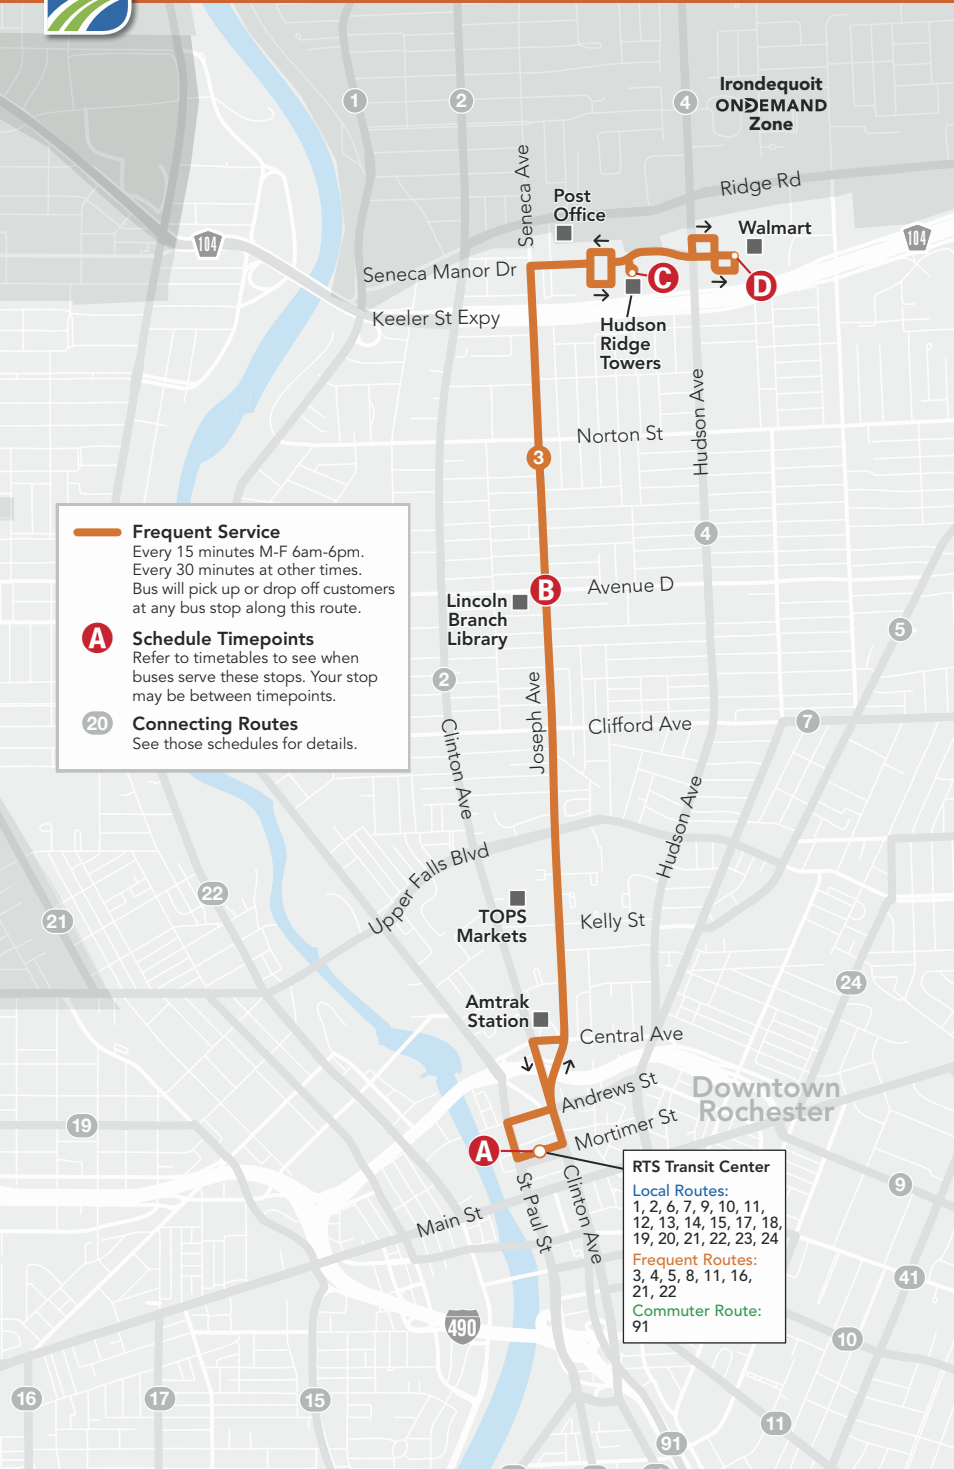 1
2
4
Irondequoit
ONDEMAND
Zone
Seneca Ave
Post
Office
Ridge Rd
Walmart
104
104
Seneca Manor Dr
C
D
Keeler St Expy
Hudson
Ridge
Towers
Hudson Ave
Norton St
3
4
Frequent Service
Every 15 minutes M-F 6am-6pm.
Every 30 minutes at other times.
Bus will pick up or drop off customers
at any bus stop along this route.
A
Schedule Timepoints
Refer to timetables to see when
buses serve these stops. Your stop
may be between timepoints.
20
Connecting Routes
See those schedules for details.
B
Avenue D
Lincoln
Branch
Library
5
2
Joseph Ave
Clinton Ave
Clifford Ave
7
Hudson Ave
Upper Falls Blvd
22
21
TOPS
Markets
Kelly St
24
Amtrak
Station
Central Ave
Andrews St
Downtown
Rochester
19
Mortimer St
A
St Paul St
Clinton Ave
Main St
RTS Transit Center
Local Routes:
1, 2, 6, 7, 9, 10, 11,
12, 13, 14, 15, 17, 18,
19, 20, 21, 22, 23, 24
Frequent Routes:
3, 4, 5, 8, 11, 16,
21, 22
Commuter Route:
91
9
41
490
10
16
17
15
11
91